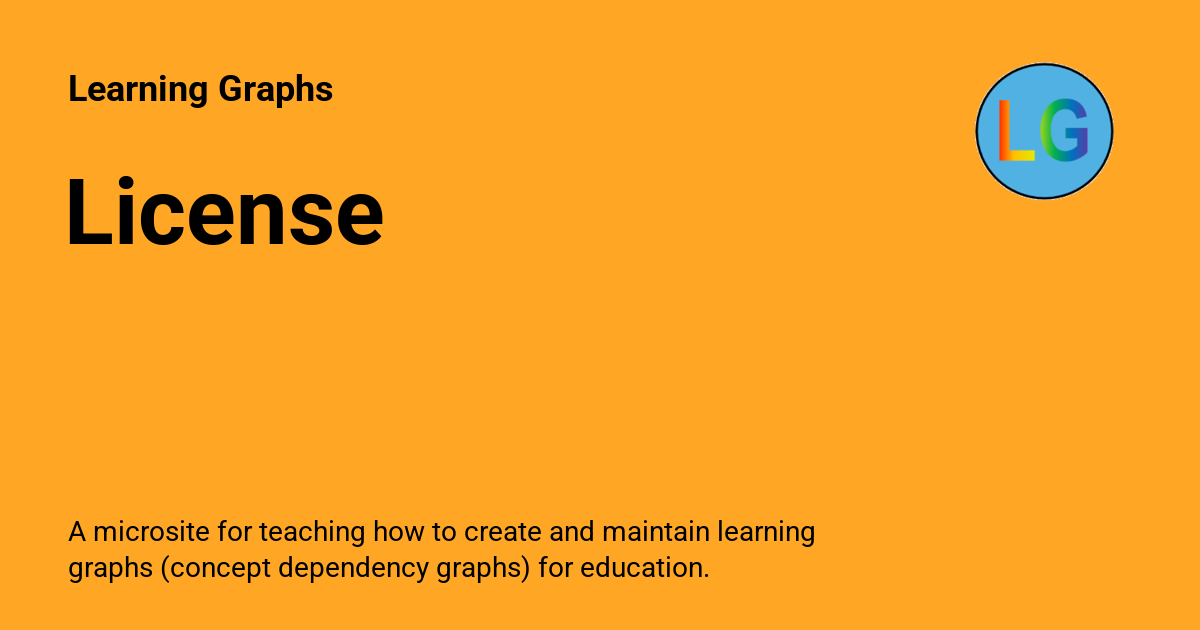 Learning Graphs
LG
License
A microsite for teaching how to create and maintain learning
graphs (concept dependency graphs) for education.